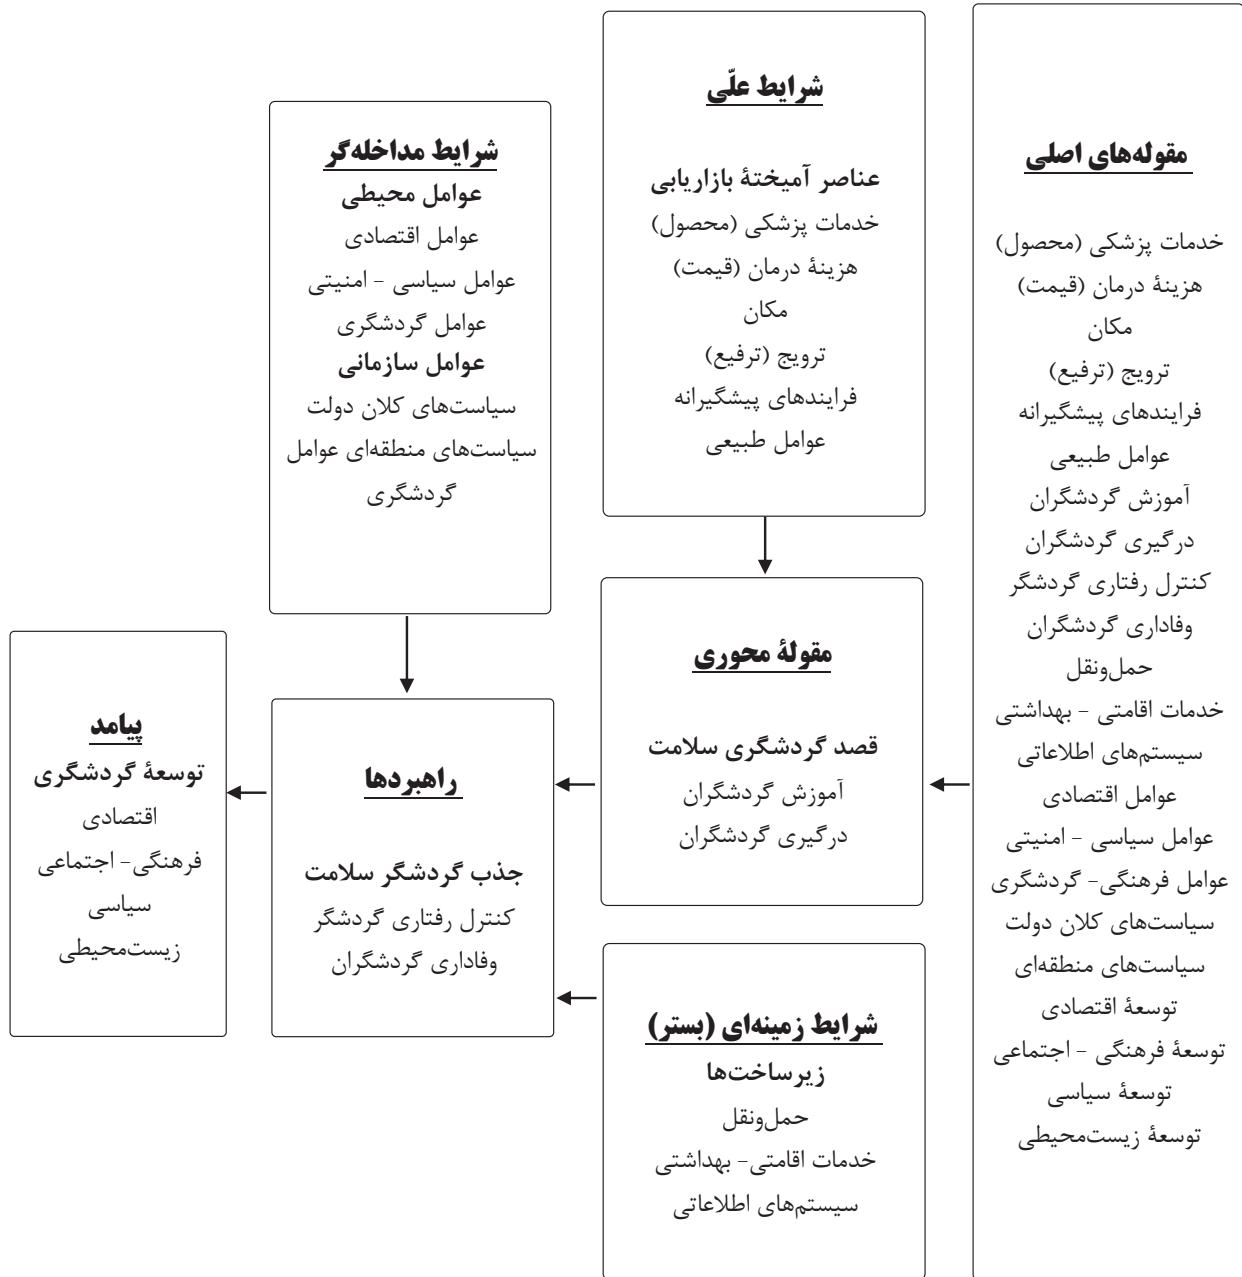 مقوله‌های اصلی
خدمات پزشکی (محصول)
هزینهٔ درمان (قیمت)
مکان
ترویج (ترفیع)
فرایندهای پیشگیرانه
عوامل طبیعی
آموزش گردشگران
درگیری گردشگران
کنترل رفتاری گردشگر
وفاداری گردشگران
حمل‌ونقل
خدمات اقامتی - بهداشتی
سیستم‌های اطلاعاتی
عوامل اقتصادی
عوامل سیاسی - امنیتی
عوامل فرهنگی- گردشگری
سیاست‌های کلان دولت
سیاست‌های منطقه‌ای
توسعهٔ اقتصادی
توسعهٔ فرهنگی - اجتماعی
توسعهٔ سیاسی
توسعهٔ زیست‌محیطی
شرایط علّی
عناصر آمیختهٔ بازاریابی
خدمات پزشکی (محصول)
هزینهٔ درمان (قیمت)
مکان
ترویج (ترفیع)
فرایندهای پیشگیرانه
عوامل طبیعی
مقولهٔ محوری
قصد گردشگری سلامت
آموزش گردشگران
درگیری گردشگران
شرایط زمینه‌ای (بستر)
زیرساخت‌ها
حمل‌ونقل
خدمات اقامتی- بهداشتی
سیستم‌های اطلاعاتی
شرایط مداخله‌گر
عوامل محیطی
عوامل اقتصادی
عوامل سیاسی - امنیتی
عوامل گردشگری
عوامل سازمانی
سیاست‌های کلان دولت
سیاست‌های منطقه‌ای عوامل
گردشگری
راهبردها
جذب گردشگر سلامت
کنترل رفتاری گردشگر
وفاداری گردشگران
پیامد
توسعهٔ گردشگری
اقتصادی
فرهنگی- اجتماعی
سیاسی
زیست‌محیطی